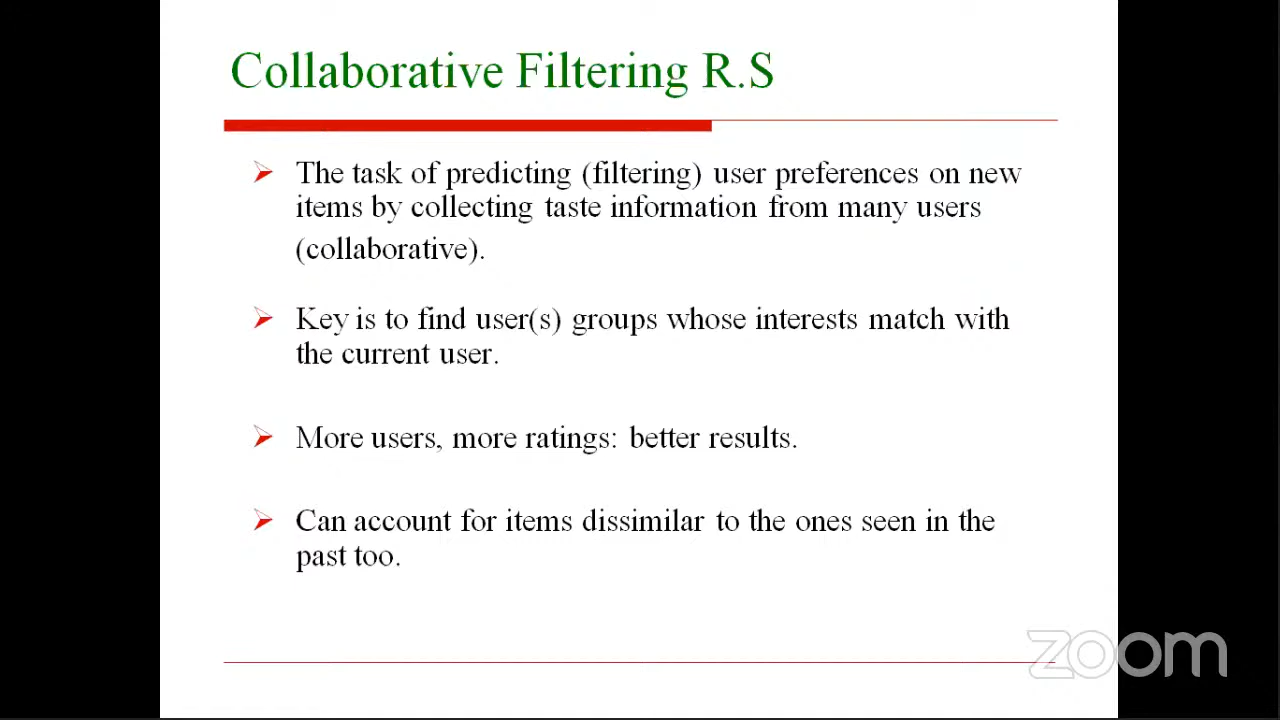 Collaborative Filtering R.S
The task of predicting (filtering) user preferences on new
items by collecting taste information from many users
(collaborative).
Key is to find user(s) groups whose interests match with
the current user.
More users, more ratings: better results.
Can account for items dissimilar to the ones seen in the
past too.
zoom